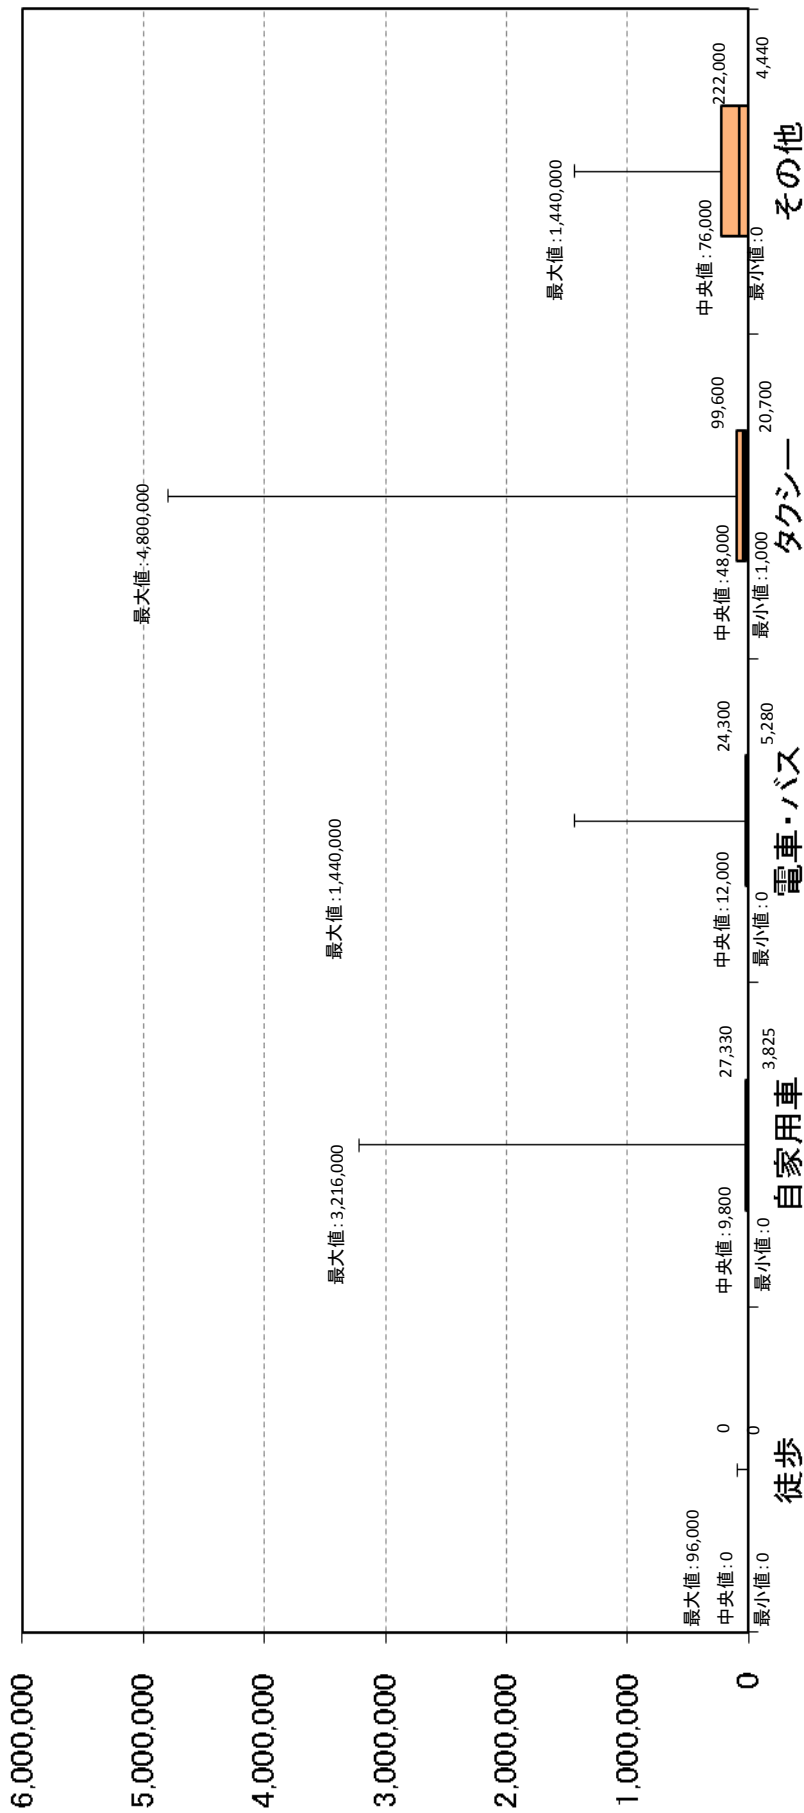 6,000,000
5,000,000
4,000,000
3,000,000
2,000,000
1,000,000
0
最大値:96,000
中央値:0
最小値:0
0
0
徒歩
最大値:3,216,000
中央値:9,800
最小値:0
27,330
3,825
自家用車
最大値:1,440,000
中央値:12,000
最小値:0
24,300
5,280
電車・バス
最大値:4,800,000
中央値:48,000
最小値:1,000
99,600
20,700
タクシー
最大値:1,440,000
中央値:76,000
最小値:0
222,000
4,440
その他